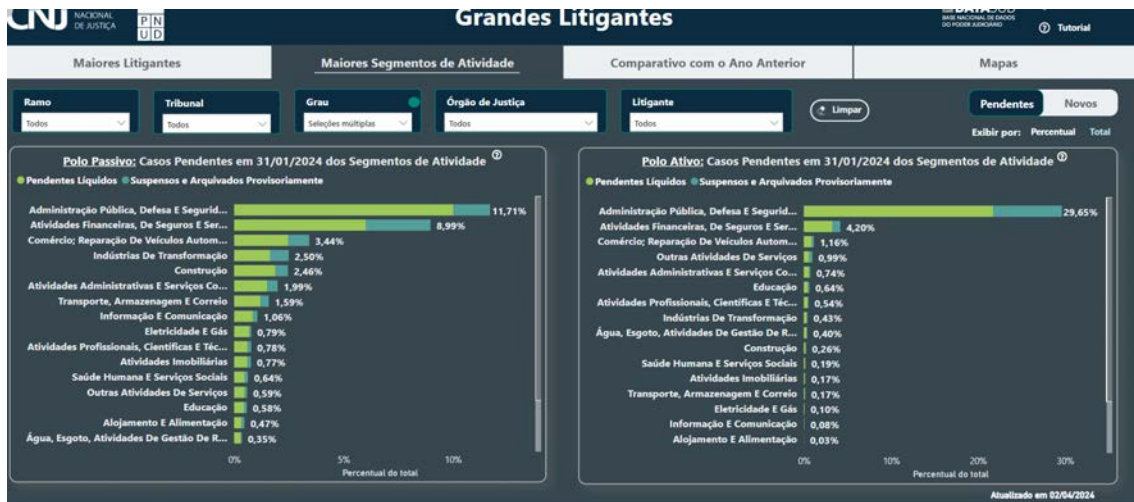 CNJ NACIONAL DE JUSTIÇA
PNUD
Grandes Litigantes
DATAJUD
BASE NACIONAL DE DADOS
DO PODER JUDICIÁRIO
Tutorial
Maiores Litigantes
Maiores Segmentos de Atividade
Comparativo com o Ano Anterior
Mapas
Ramo
Todos
Tribunal
Todos
Grau
Seleções múltiplas
Órgão de Justiça
Todos
Litigante
Todos
Limpar
Pendentes Novos
Exibir por: Percentual Total
Polo Passivo: Casos Pendentes em 31/01/2024 dos Segmentos de Atividade
Pendentes Líquidos Suspensos e Arquivados Provisoriamente
Administração Pública, Defesa E Segurid... 11,71%
Atividades Financeiras, De Seguros E Ser... 8,99%
Comércio; Reparação De Veículos Autom... 3,44%
Indústrias De Transformação 2,50%
Construção 2,46%
Atividades Administrativas E Serviços Co... 1,99%
Transporte, Armazenagem E Correio 1,59%
Informação E Comunicação 1,06%
Eletricidade E Gás 0,79%
Atividades Profissionais, Científicas E Téc... 0,78%
Atividades Imobiliárias 0,77%
Saúde Humana E Serviços Sociais 0,64%
Outras Atividades De Serviços 0,59%
Educação 0,58%
Alojamento E Alimentação 0,47%
Água, Esgoto, Atividades De Gestão De R... 0,35%
0% 5% 10%
Percentual do total
Polo Ativo: Casos Pendentes em 31/01/2024 dos Segmentos de Atividade
Pendentes Líquidos Suspensos e Arquivados Provisoriamente
Administração Pública, Defesa E Segurid... 29,65%
Atividades Financeiras, De Seguros E Ser... 4,20%
Comércio; Reparação De Veículos Autom... 1,16%
Outras Atividades De Serviços 0,99%
Atividades Administrativas E Serviços Co... 0,74%
Educação 0,64%
Atividades Profissionais, Científicas E Téc... 0,54%
Indústrias De Transformação 0,43%
Água, Esgoto, Atividades De Gestão De R... 0,40%
Construção 0,26%
Saúde Humana E Serviços Sociais 0,19%
Atividades Imobiliárias 0,17%
Transporte, Armazenagem E Correio 0,17%
Eletricidade E Gás 0,10%
Informação E Comunicação 0,08%
Alojamento E Alimentação 0,03%
0% 10% 20% 30%
Percentual do total
Atualizado em 02/04/2024